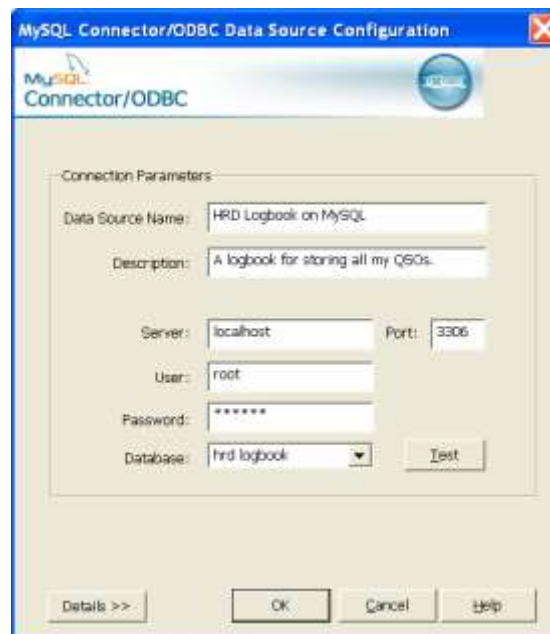 MySQL Connector/ODBC Data Source Configuration
MySQL
Connector/ODBC
Connection Parameters
Data Source Name: HRD Logbook on MySQL
Description: A logbook for storing all my QSOs.
Server: localhost Port: 3306
User: root
Password: ******
Database: hrd logbook Test
Details >> OK Cancel Help